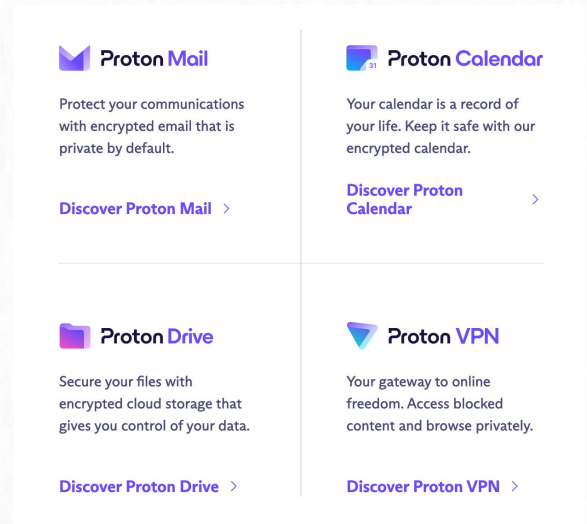 Proton Mail
Protect your communications
with encrypted email that is
private by default.
Discover Proton Mail
31
Proton Calendar
Your calendar is a record of
your life. Keep it safe with our
encrypted calendar.
Discover Proton
Calendar
Proton Drive
Secure your files with
encrypted cloud storage that
gives you control of your data.
Discover Proton Drive
Proton VPN
Your gateway to online
freedom. Access blocked
content and browse privately.
Discover Proton VPN